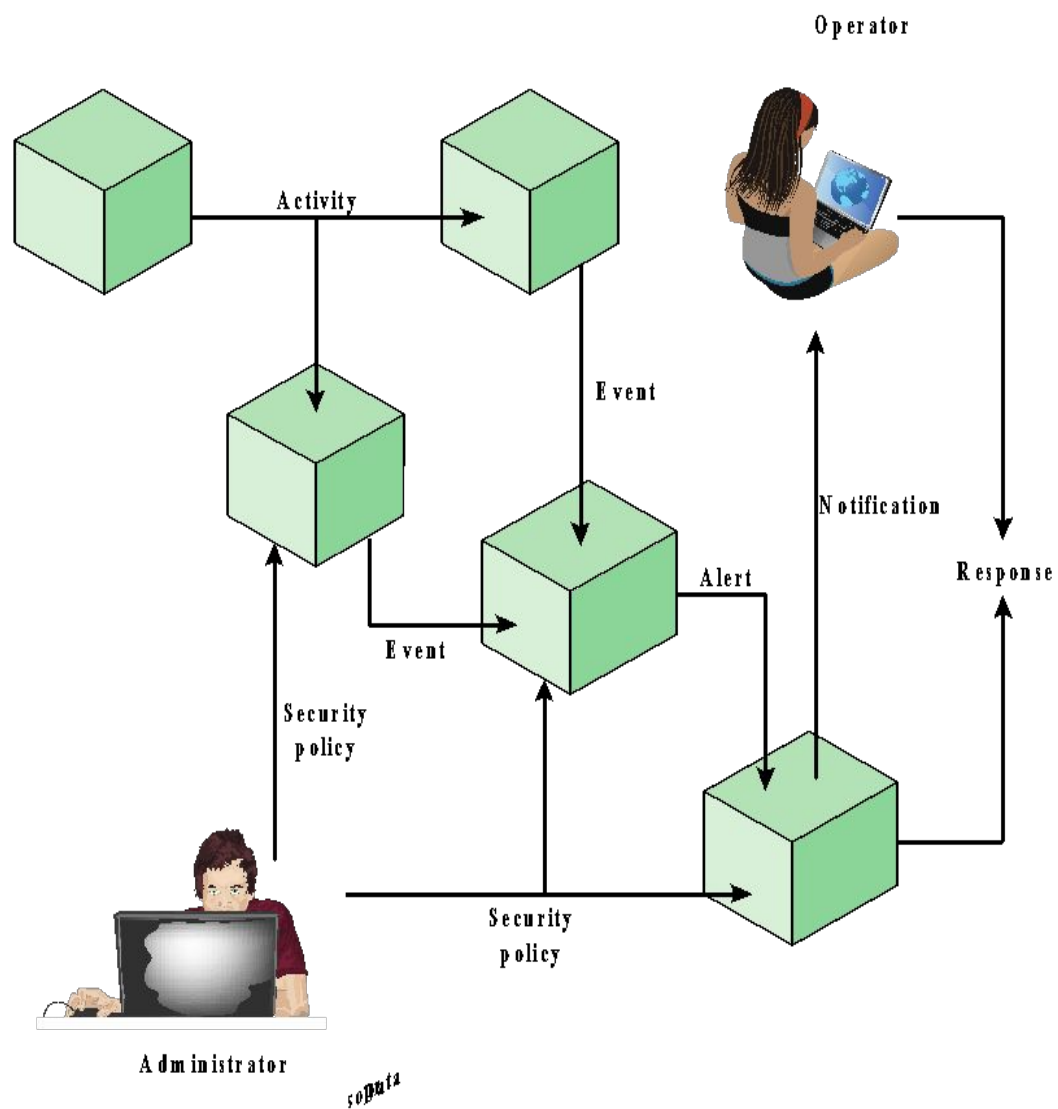 Operator
Activity
Event
Notification
Alert
Response
Event
Security
policy
Security
policy
Administrator